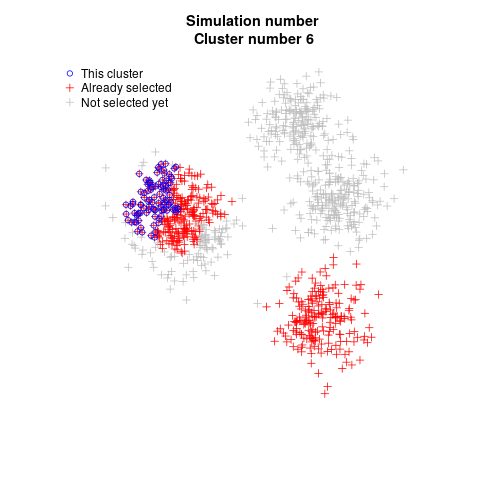 Simulation number
Cluster number 6
This cluster
Already selected
Not selected yet